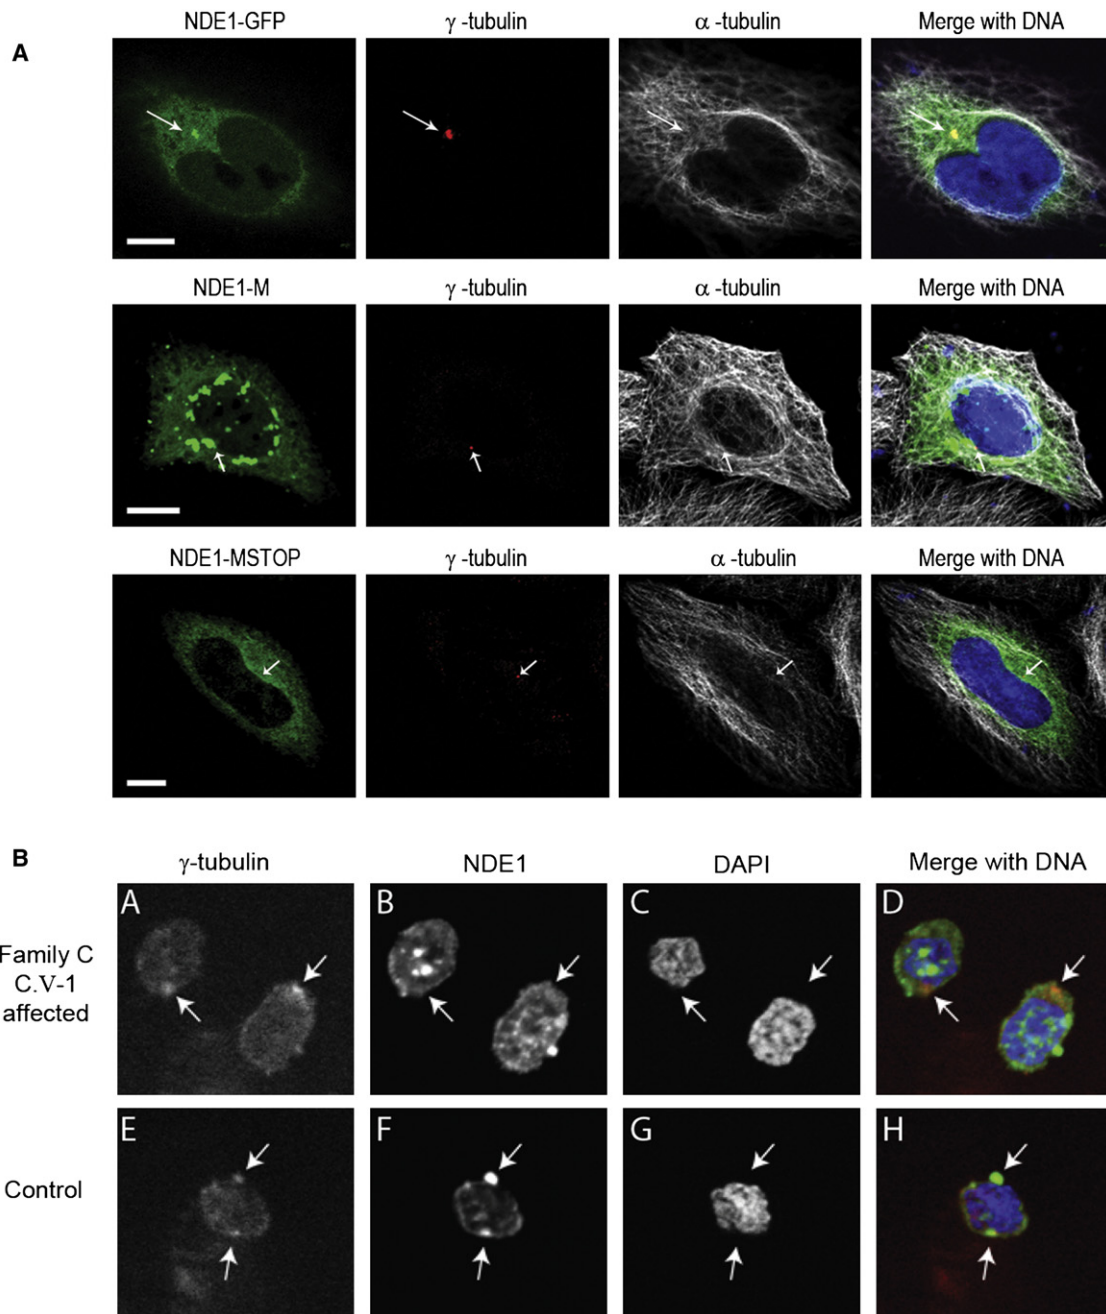 A
NDE1-GFP γ -tubulin α -tubulin Merge with DNA
NDE1-M γ -tubulin α -tubulin Merge with DNA
NDE1-MSTOP γ -tubulin α -tubulin Merge with DNA
B
γ-tubulin NDE1 DAPI Merge with DNA
Family C
C.V-1
affected
A B C D
Control
E F G H